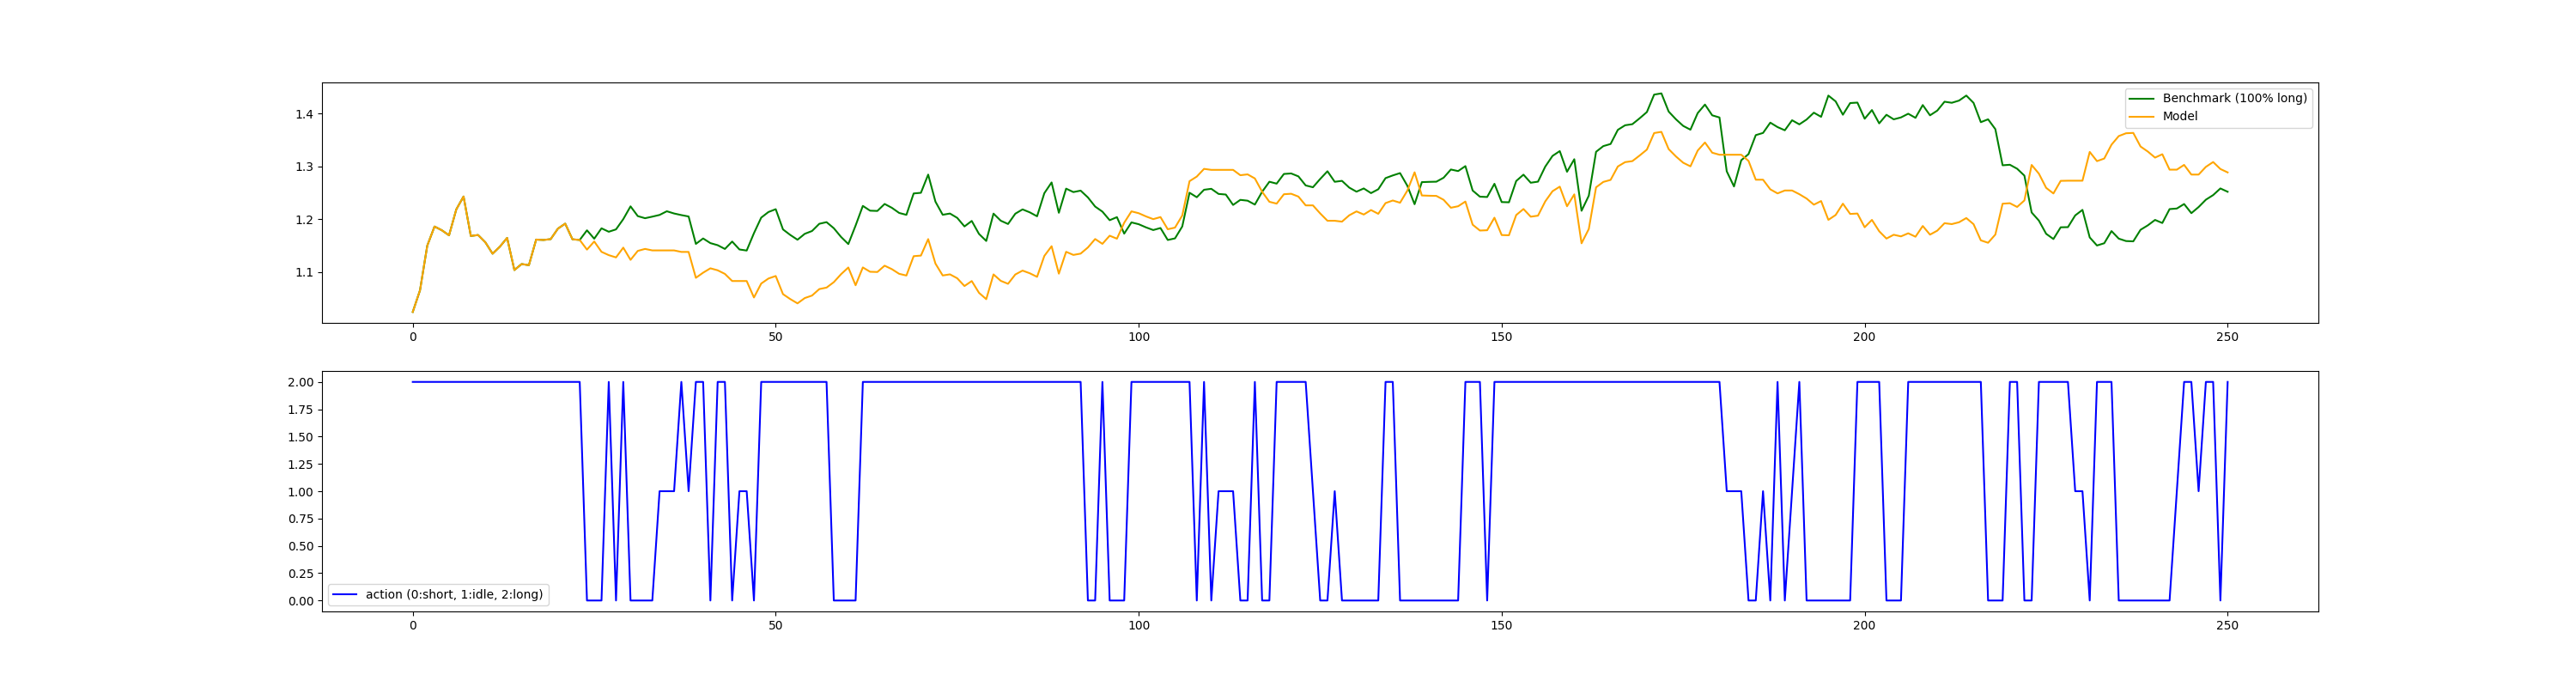 1.4
1.3
1.2
1.1
Benchmark (100% long)
Model
0 50 100 150 200 250
2.00
1.75
1.50
1.25
1.00
0.75
0.50
0.25
0.00
action (0:short, 1:idle, 2:long)
0 50 100 150 200 250